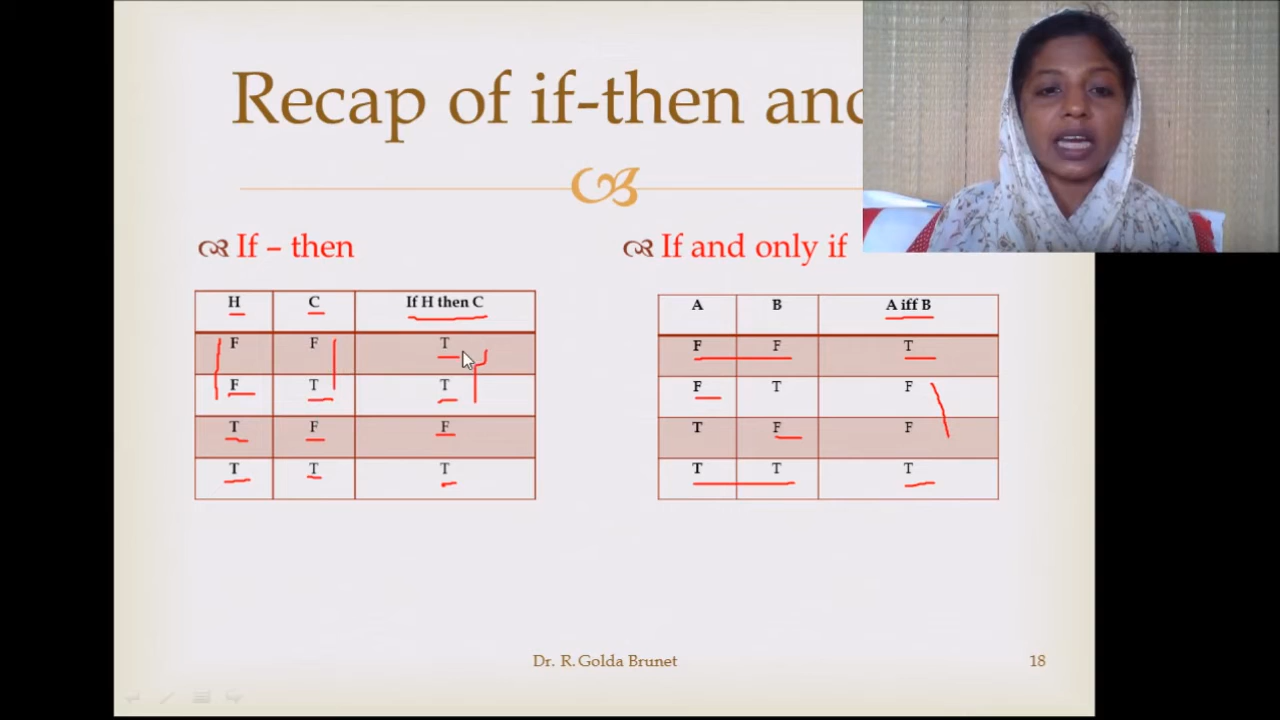 Recap of if-then and
If – then
If and only if
H C If H then C
F F T
F T T
T F F
T T T
A B A iff B
F F T
F T F
T F F
T T T
Dr. R. Golda Brunet
18